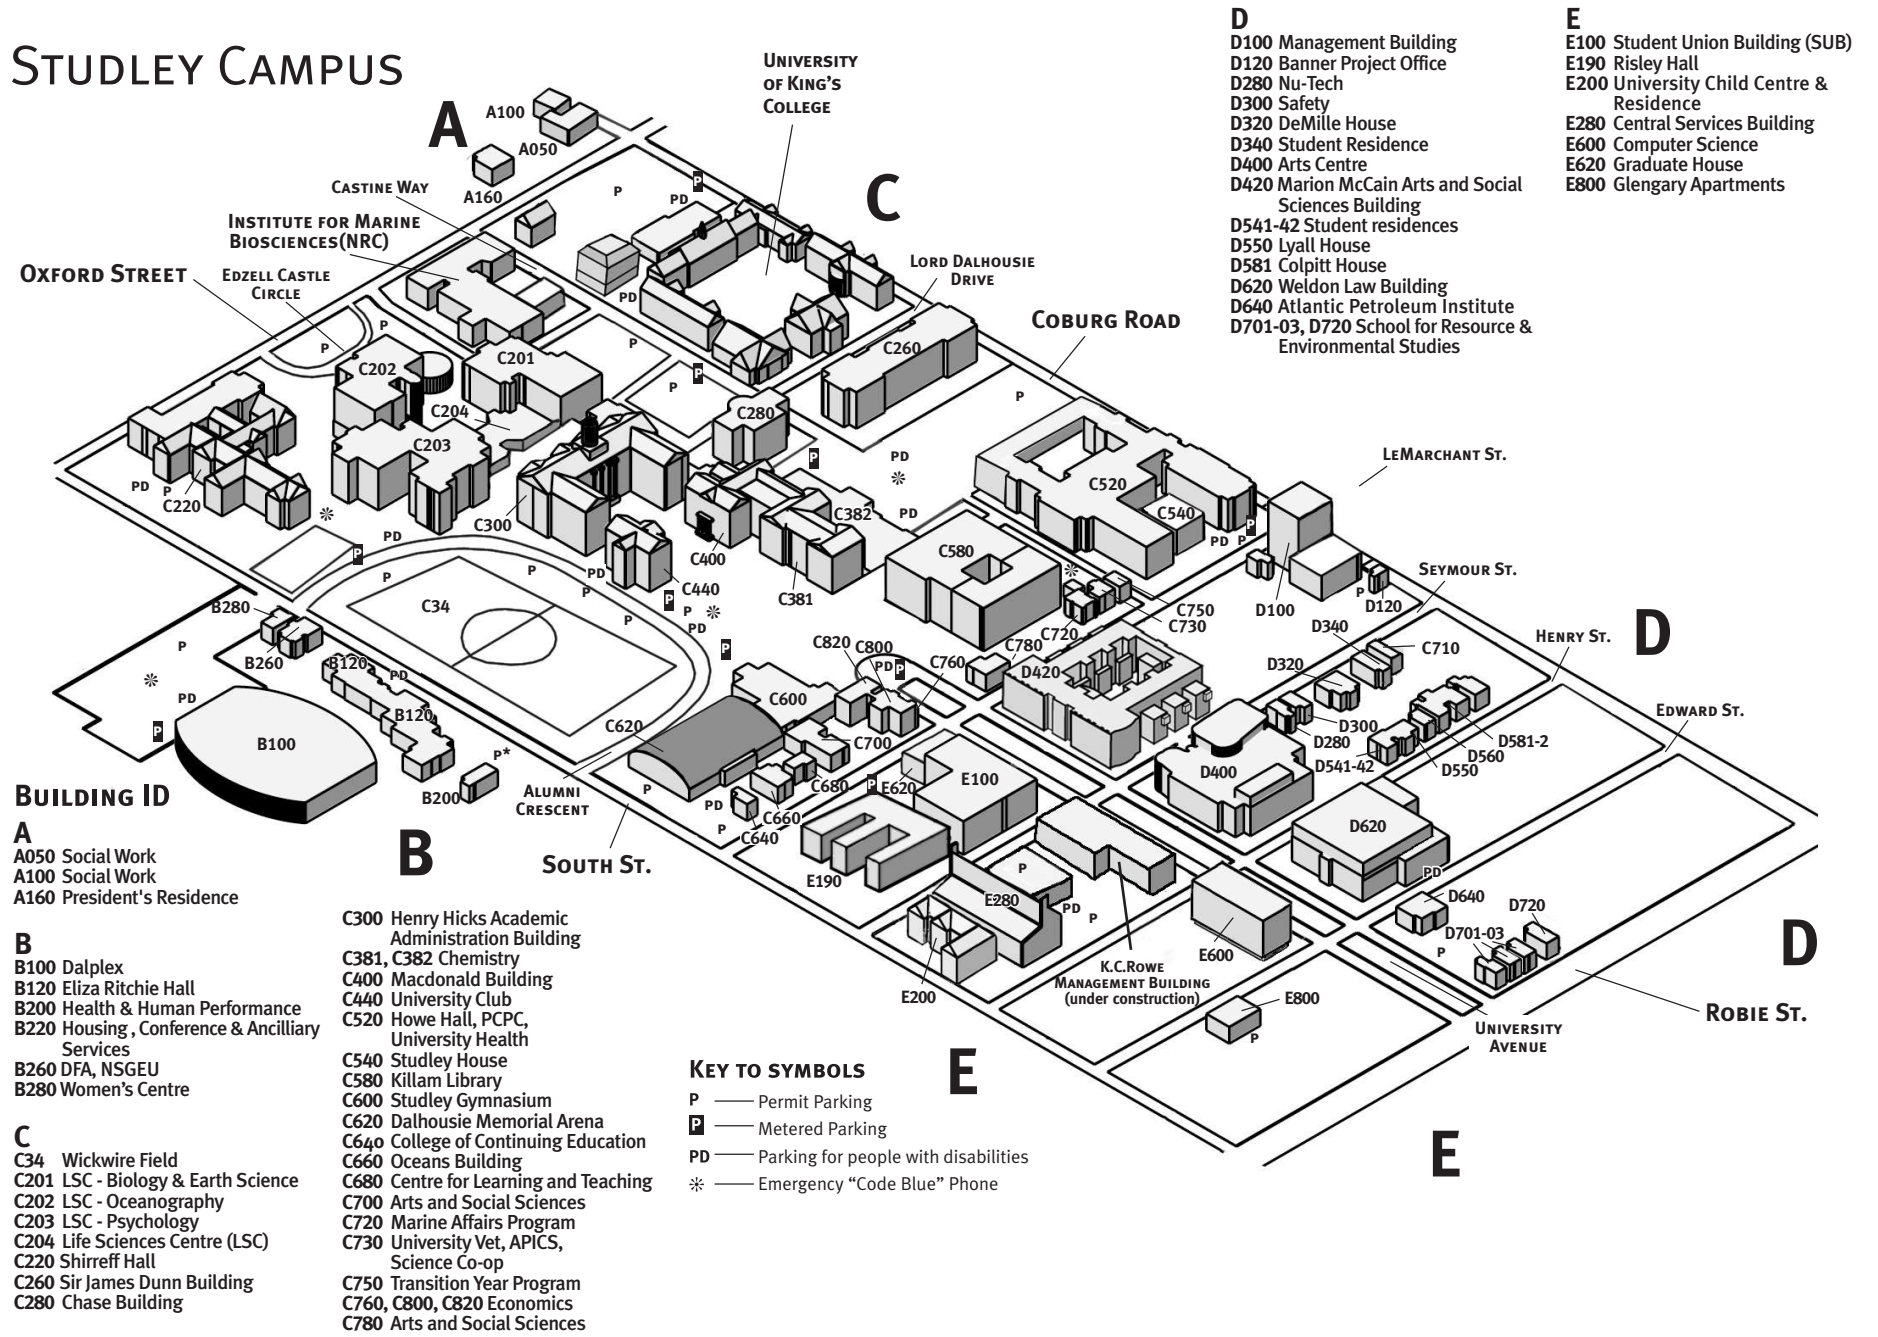 STUDLEY CAMPUS
D
D100 Management Building
D120 Banner Project Office
D280 Nu-Tech
D300 Safety
D320 DeMille House
D340 Student Residence
D400 Arts Centre
D420 Marion McCain Arts and Social
Sciences Building
D541-42 Student residences
D550 Lyall House
D581 Colpitt House
D620 Weldon Law Building
D640 Atlantic Petroleum Institute
D701-03, D720 School for Resource &
Environmental Studies
E
E100 Student Union Building (SUB)
E190 Risley Hall
E200 University Child Centre &
Residence
E280 Central Services Building
E600 Computer Science
E620 Graduate House
E800 Glengary Apartments
UNIVERSITY
OF KING'S
COLLEGE
A
A100
A050
A160
C
CASTINE WAY
INSTITUTE FOR MARINE
BIOSCIENCES(NRC)
OXFORD STREET
EDZELL CASTLE
CIRCLE
LORD DALHOUSIE
DRIVE
COBURG ROAD
LEMARCHANT ST.
SEYMOUR ST.
HENRY ST.
EDWARD ST.
D
P
P
PD
PD
P
P
P
P
P
P
C260
C202
C201
C204
C203
C280
C220
PD
P
C300
C400
C382
C381
C440
PD
PD
C520
C540
PD
P
P
C580
D100
P
D120
C720
C750
C730
C780
C760
C820
C800
PD
P
PD
P
P
P
P
PD
P
P
PD
P
P
C34
B280
B260
B120
PD
B120
P*
B200
B100
P
PD
P
C600
C620
C700
C680
C660
C640
P
PD
P
D420
D340
C710
D320
D300
D280
D541-42
D550
D560
D581-2
D400
D620
PD
D640
D720
D701-03
P
E620
P
E100
E190
P
E280
PD
P
E200
E600
E800
P
K.C.ROWE
MANAGEMENT BUILDING
(under construction)
ALUMNI
CRESCENT
SOUTH ST.
UNIVERSITY
AVENUE
ROBIE ST.
B
D
E
E
BUILDING ID
A
A050 Social Work
A100 Social Work
A160 President's Residence
B
B100 Dalplex
B120 Eliza Ritchie Hall
B200 Health & Human Performance
B220 Housing , Conference & Ancilliary
Services
B260 DFA, NSGEU
B280 Women's Centre
C
C34 Wickwire Field
C201 LSC - Biology & Earth Science
C202 LSC - Oceanography
C203 LSC - Psychology
C204 Life Sciences Centre (LSC)
C220 Shirreff Hall
C260 Sir James Dunn Building
C280 Chase Building
C300 Henry Hicks Academic
Administration Building
C381, C382 Chemistry
C400 Macdonald Building
C440 University Club
C520 Howe Hall, PCPC,
University Health
C540 Studley House
C580 Killam Library
C600 Studley Gymnasium
C620 Dalhousie Memorial Arena
C640 College of Continuing Education
C660 Oceans Building
C680 Centre for Learning and Teaching
C700 Arts and Social Sciences
C720 Marine Affairs Program
C730 University Vet, APICS,
Science Co-op
C750 Transition Year Program
C760, C800, C820 Economics
C780 Arts and Social Sciences
KEY TO SYMBOLS
P Permit Parking
P Metered Parking
PD Parking for people with disabilities
Emergency “Code Blue” Phone